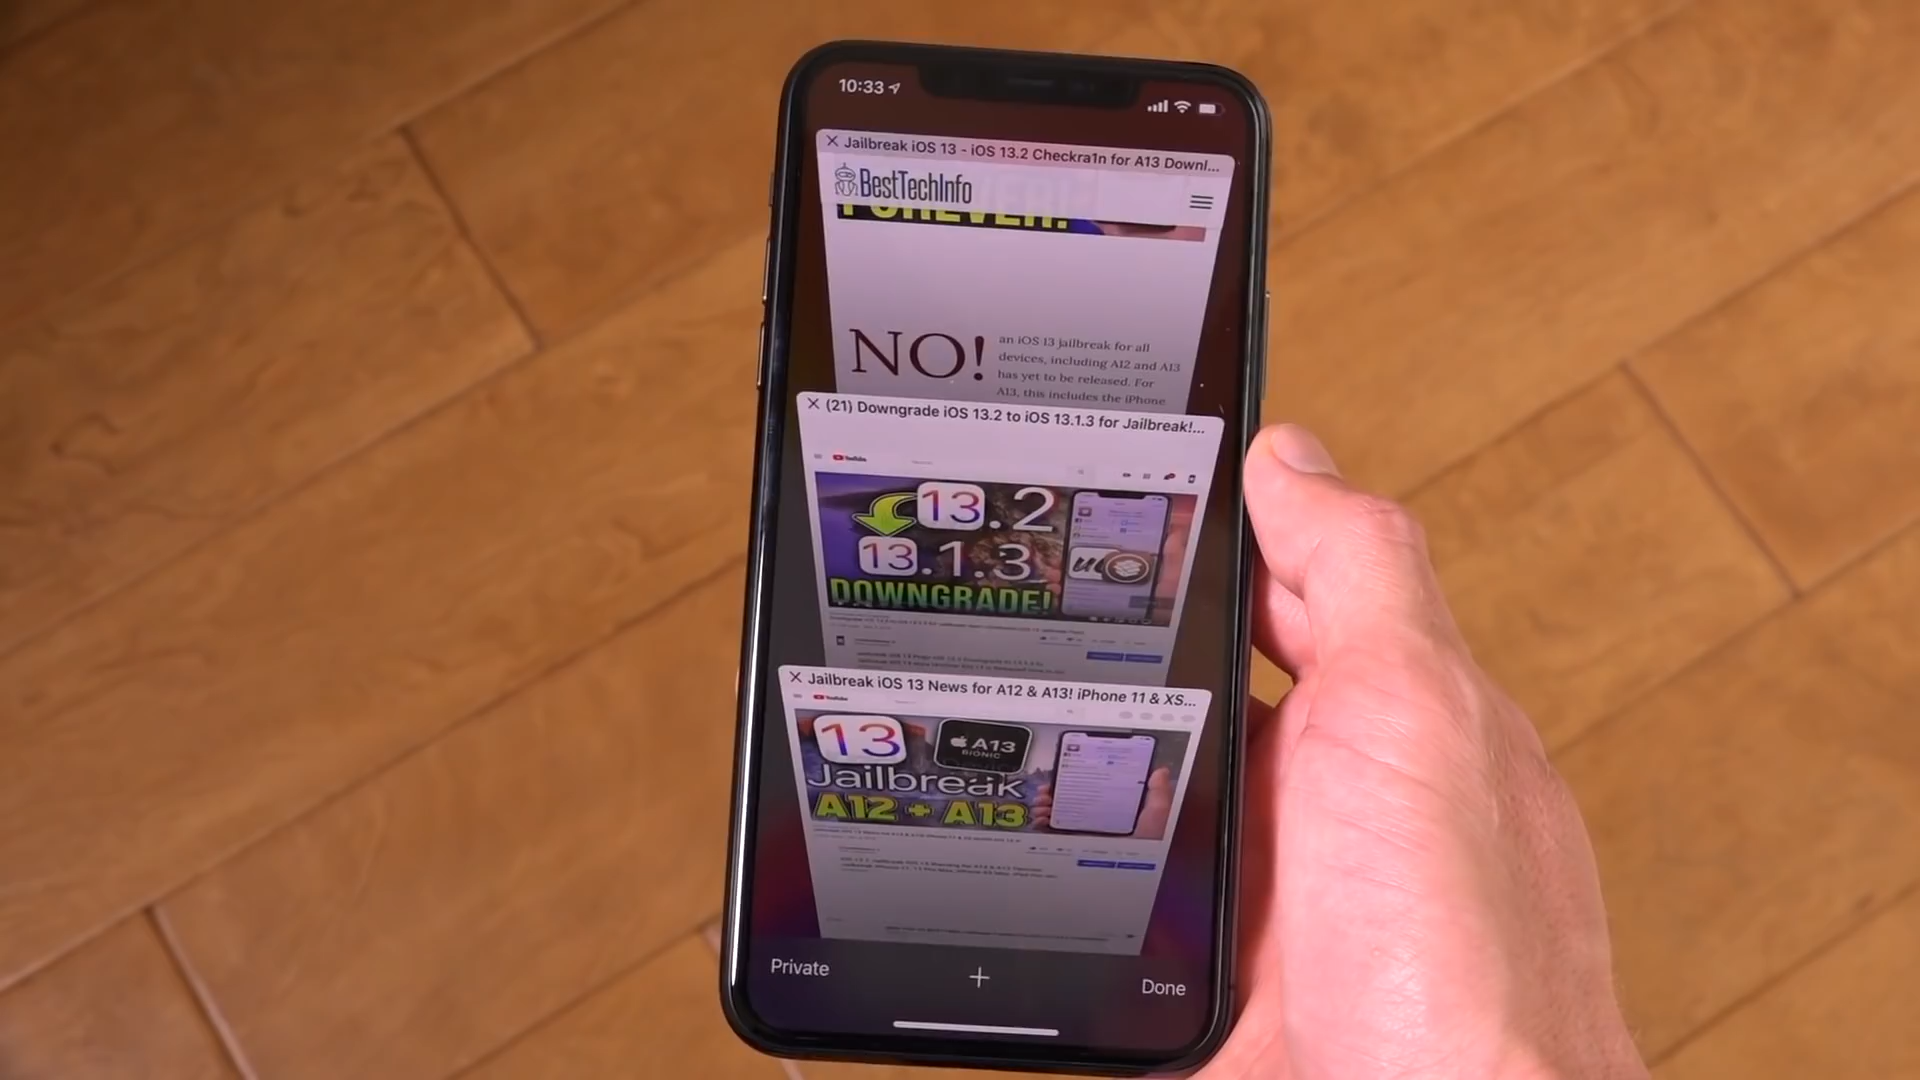 10:33
Jailbreak iOS 13 - iOS 13.2 Checkra1n for A13 Downl...
BestTechInfo
FOREVER!
NO!
an iOS 13 jailbreak for all
devices, including A12 and A13
has yet to be released. For
A13, this includes the iPhone
(21) Downgrade iOS 13.2 to iOS 13.1.3 for Jailbreak!...
YouTube
13.2
13.1.3
DOWNGRADE!
Jailbreak iOS 13 News for A12 & A13! iPhone 11 & XS...
YouTube
13
A13
BIONIC
Jailbreak
A12 + A13
Private
+
Done